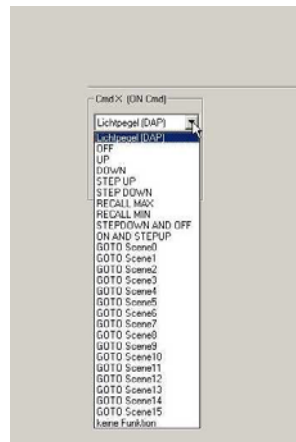 CmdX (ON Cmd)
Lichtpegel (DAP)
Lichtpegel (DAP)
OFF
UP
DOWN
STEP UP
STEP DOWN
RECALL MAX
RECALL MIN
STEPDOWN AND OFF
ON AND STEPUP
GOTO Scene0
GOTO Scene1
GOTO Scene2
GOTO Scene3
GOTO Scene4
GOTO Scene5
GOTO Scene6
GOTO Scene7
GOTO Scene8
GOTO Scene9
GOTO Scene10
GOTO Scene11
GOTO Scene12
GOTO Scene13
GOTO Scene14
GOTO Scene15
keine Funktion